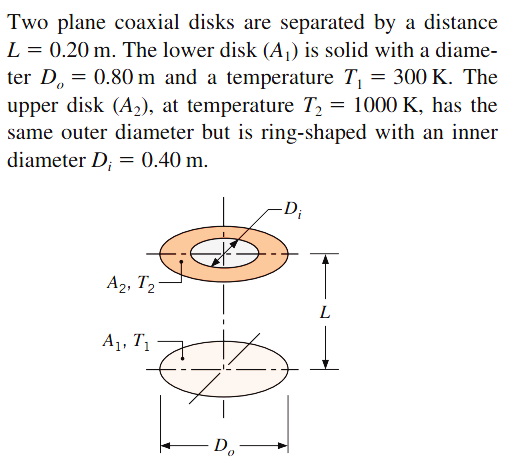 Two plane coaxial disks are separated by a distance
L = 0.20 m. The lower disk (A₁) is solid with a diame-
ter Dₒ = 0.80 m and a temperature T₁ = 300 K. The
upper disk (A₂), at temperature T₂ = 1000 K, has the
same outer diameter but is ring-shaped with an inner
diameter Dᵢ = 0.40 m.
Dᵢ
A₂, T₂
L
A₁, T₁
Dₒ